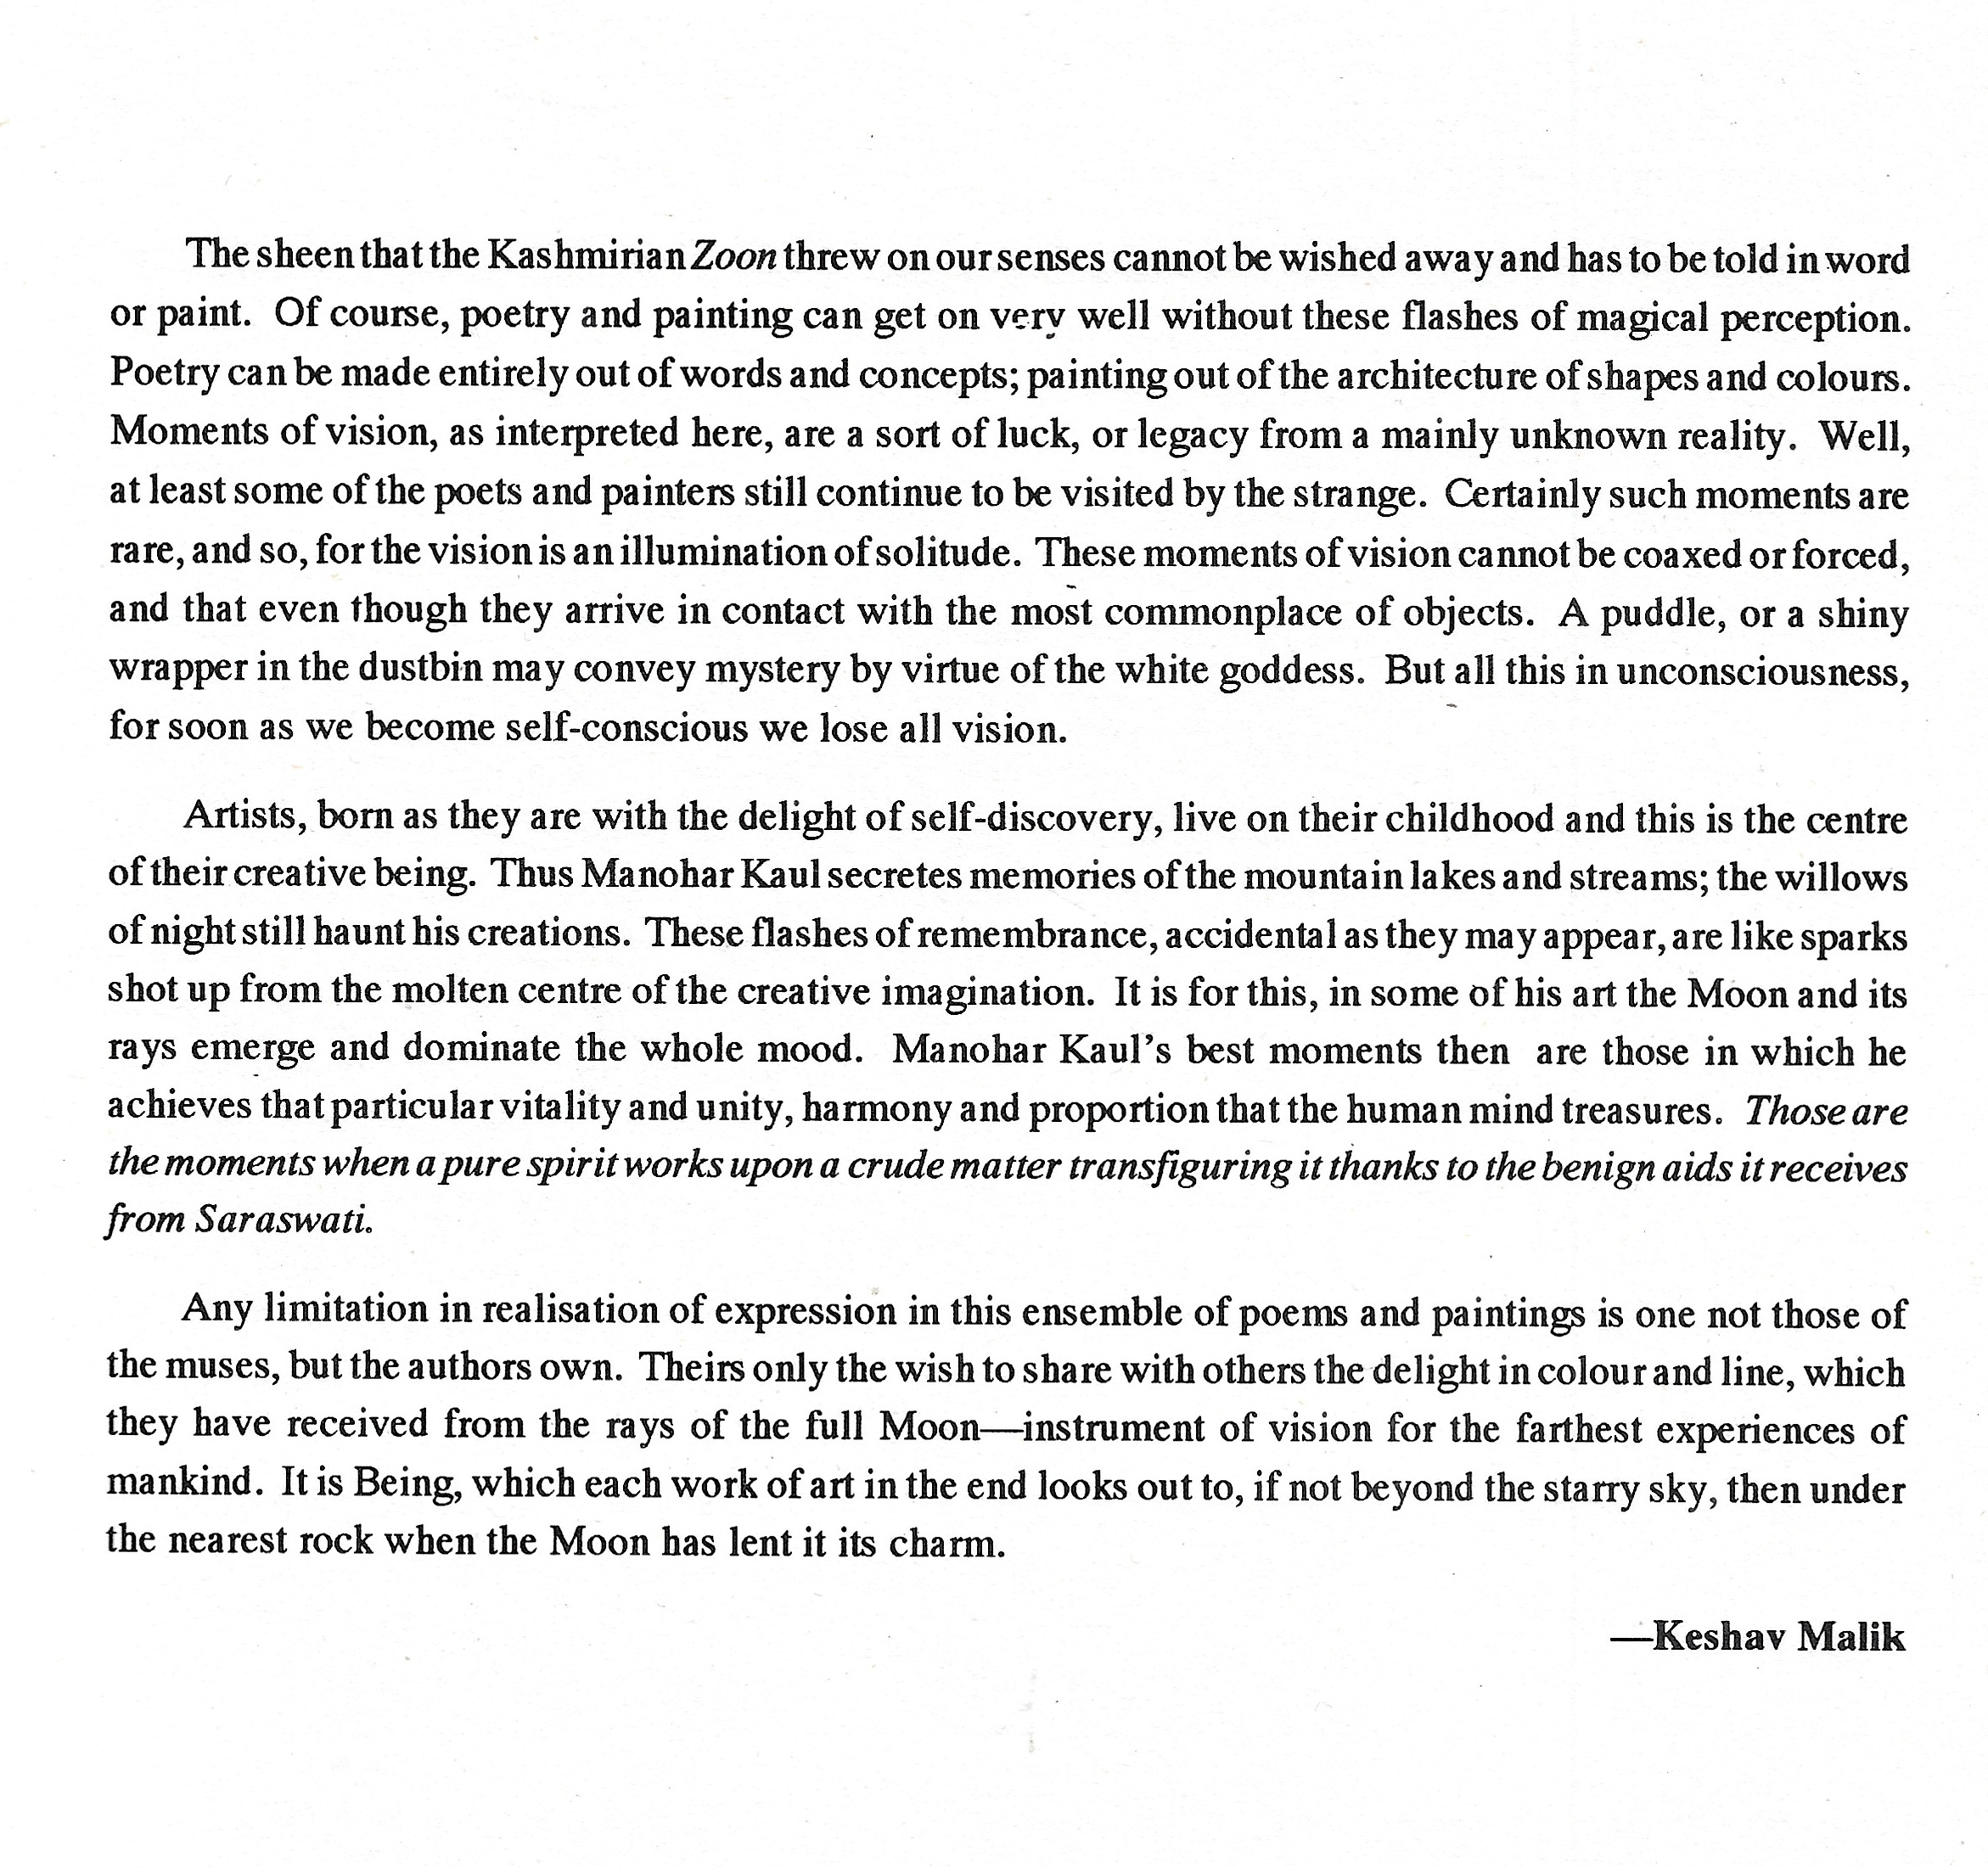 The sheen that the Kashmirian Zoon threw on our senses cannot be wished away and has to be told in word
or paint. Of course, poetry and painting can get on very well without these flashes of magical perception.
Poetry can be made entirely out of words and concepts; painting out of the architecture of shapes and colours.
Moments of vision, as interpreted here, are a sort of luck, or legacy from a mainly unknown reality. Well,
at least some of the poets and painters still continue to be visited by the strange. Certainly such moments are
rare, and so, for the vision is an illumination of solitude. These moments of vision cannot be coaxed or forced,
and that even though they arrive in contact with the most commonplace of objects. A puddle, or a shiny
wrapper in the dustbin may convey mystery by virtue of the white goddess. But all this in unconsciousness,
for soon as we become self-conscious we lose all vision.
Artists, born as they are with the delight of self-discovery, live on their childhood and this is the centre
of their creative being. Thus Manohar Kaul secretes memories of the mountain lakes and streams; the willows
of night still haunt his creations. These flashes of remembrance, accidental as they may appear, are like sparks
shot up from the molten centre of the creative imagination. It is for this, in some of his art the Moon and its
rays emerge and dominate the whole mood. Manohar Kaul's best moments then are those in which he
achieves that particular vitality and unity, harmony and proportion that the human mind treasures. Those are
the moments when a pure spirit works upon a crude matter transfiguring it thanks to the benign aids it receives
from Saraswati.
Any limitation in realisation of expression in this ensemble of poems and paintings is one not those of
the muses, but the authors own. Theirs only the wish to share with others the delight in colour and line, which
they have received from the rays of the full Moon—instrument of vision for the farthest experiences of
mankind. It is Being, which each work of art in the end looks out to, if not beyond the starry sky, then under
the nearest rock when the Moon has lent it its charm.
—Keshav Malik